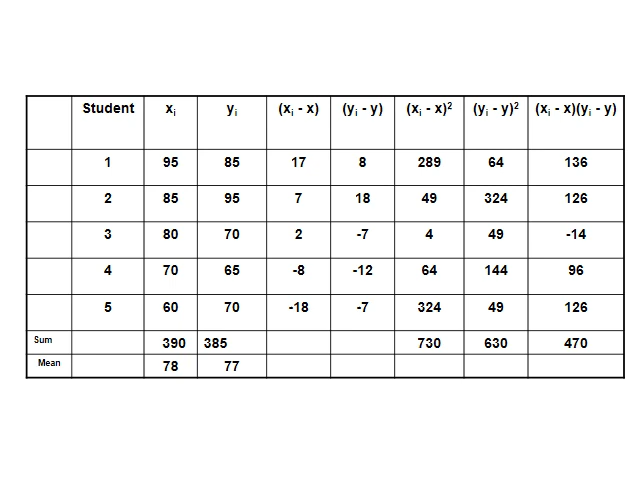 Student xᵢ yᵢ (xᵢ - x) (yᵢ - y) (xᵢ - x)² (yᵢ - y)² (xᵢ - x)(yᵢ - y)
1 95 85 17 8 289 64 136
2 85 95 7 18 49 324 126
3 80 70 2 -7 4 49 -14
4 70 65 -8 -12 64 144 96
5 60 70 -18 -7 324 49 126
Sum 390 385 730 630 470
Mean 78 77